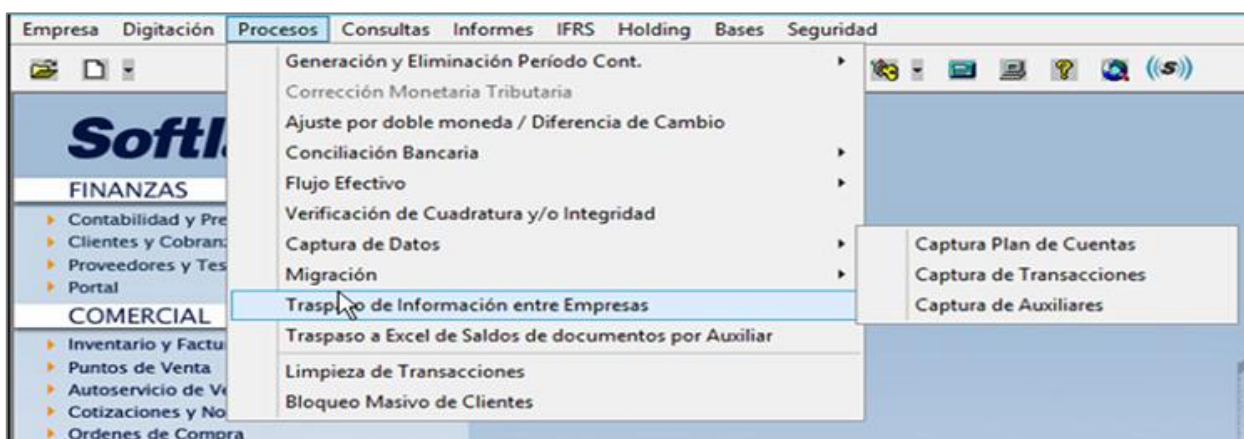 Empresa Digitación Procesos Consultas Informes IFRS Holding Bases Seguridad
((s))
Generación y Eliminación Período Cont.
Corrección Monetaria Tributaria
Ajuste por doble moneda / Diferencia de Cambio
Conciliación Bancaria
Flujo Efectivo
Verificación de Cuadratura y/o Integridad
Captura de Datos
Migración
de Información entre Empresas
Traspaso a Excel de Saldos de documentos por Auxiliar
Limpieza de Transacciones
Bloqueo Masivo de Clientes
Captura Plan de Cuentas
Captura de Transacciones
Captura de Auxiliares
Softl
FINANZAS
Contabilidad y Pre
Clientes y Cobran
Proveedores y Tes
Portal
COMERCIAL
Inventario y Factu
Puntos de Venta
Autoservicio de Ve
Cotizaciones y No
Ordenes de Compra